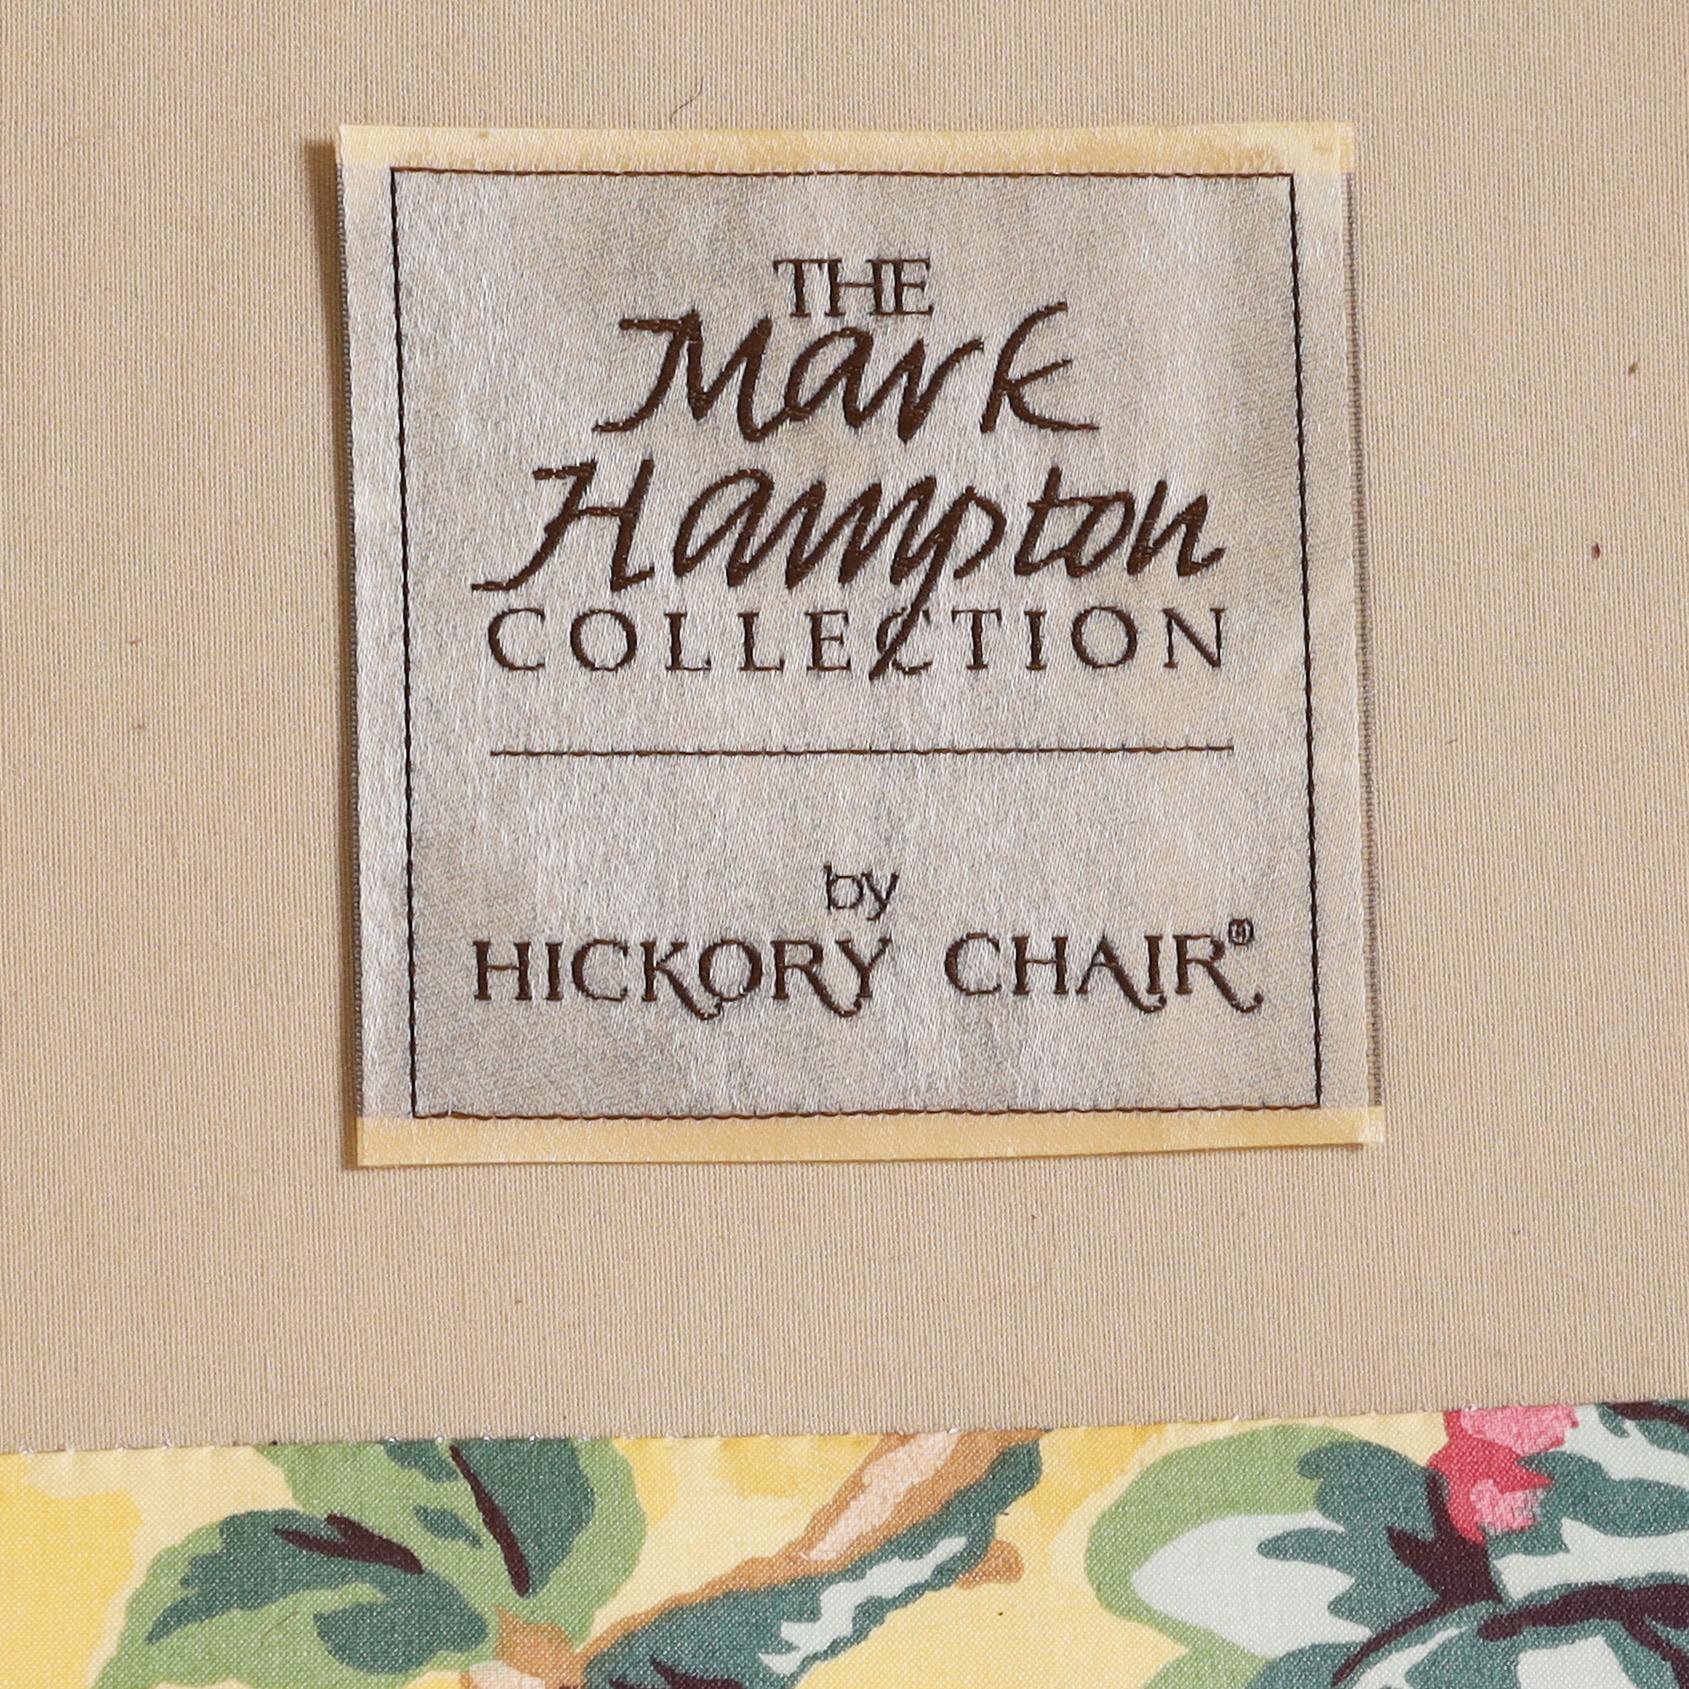 THE
Mark
Hampton
COLLECTION
by
HICKORY CHAIR®